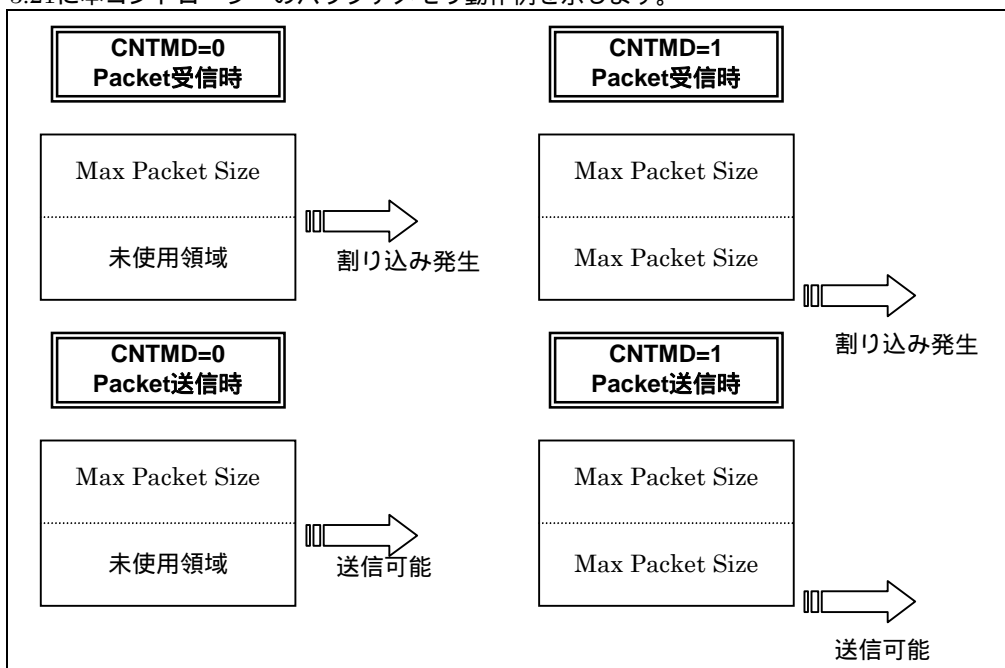 CNTMD=0
Packet受信時
CNTMD=1
Packet受信時
Max Packet Size
未使用領域
割り込み発生
Max Packet Size
Max Packet Size
割り込み発生
CNTMD=0
Packet送信時
CNTMD=1
Packet送信時
Max Packet Size
未使用領域
送信可能
Max Packet Size
Max Packet Size
送信可能